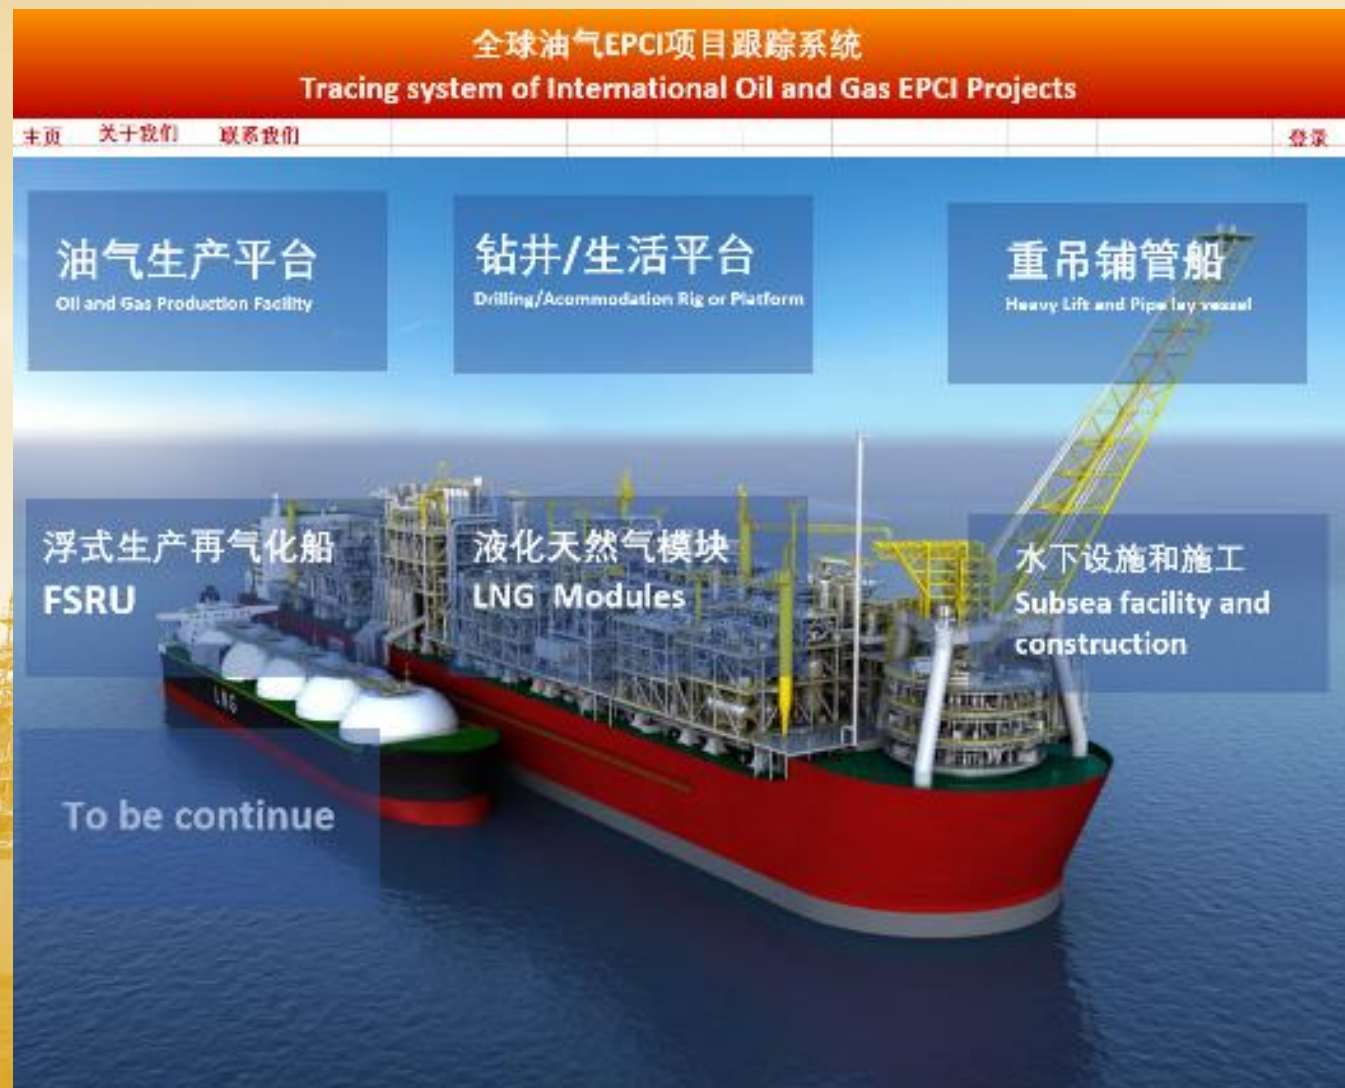 全球油气EPCI项目跟踪系统
Tracing system of International Oil and Gas EPCI Projects
主页 关于我们 联系我们 登录
油气生产平台
Oil and Gas Production Facility
钻井/生活平台
Drilling/Acommodation Rig or Platform
重吊铺管船
Heavy Lift and Pipe lay vessel
浮式生产再气化船
FSRU
液化天然气模块
LNG Modules
水下设施和施工
Subsea facility and
construction
LNG
To be continue